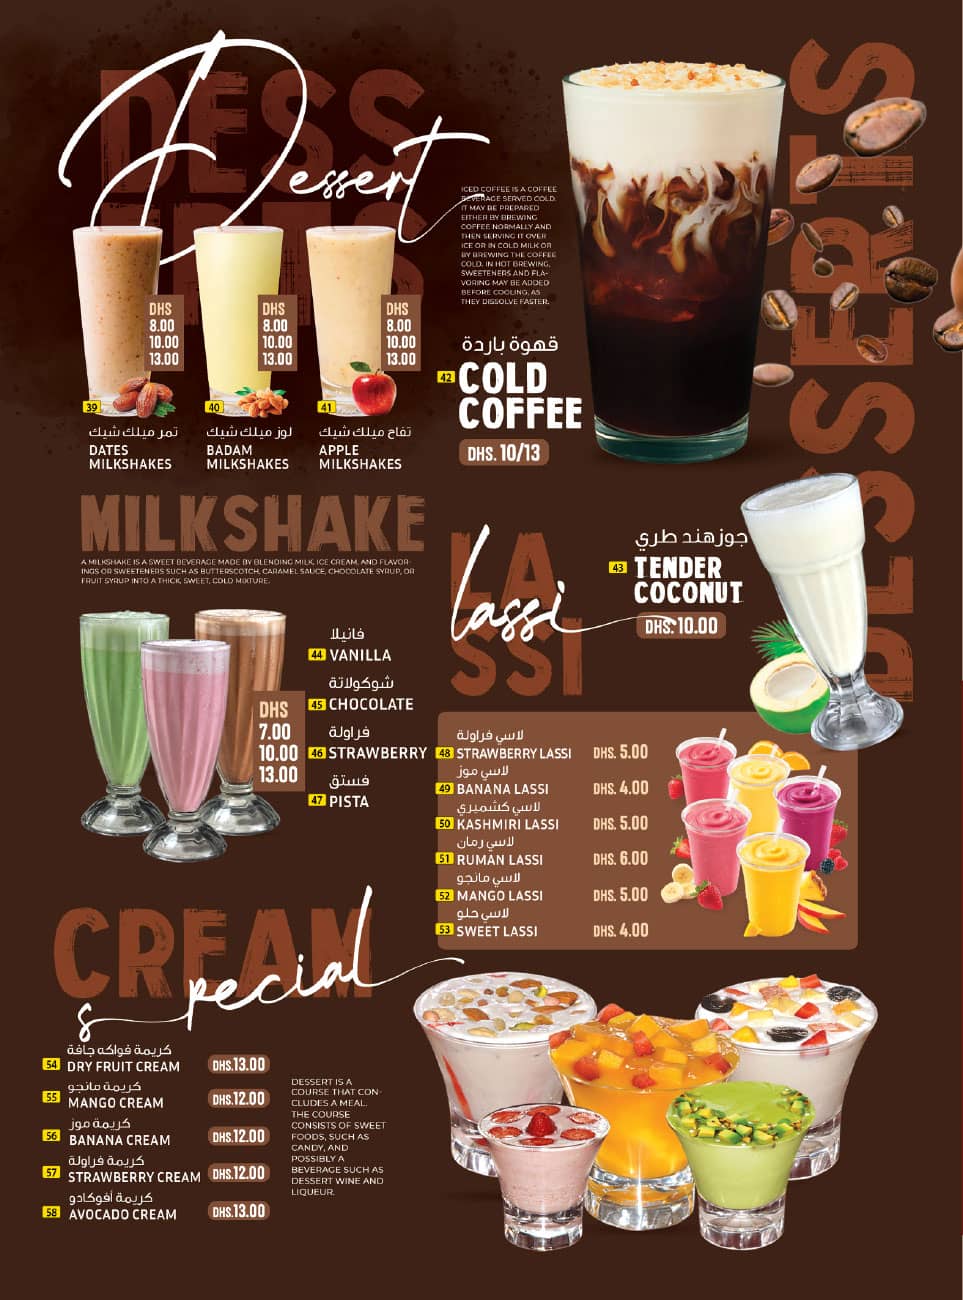 DESSERTS
Dessert
DESSERTS
ICED COFFEE IS A COFFEE
BEVERAGE SERVED COLD.
IT MAY BE PREPARED
EITHER BY BREWING
COFFEE NORMALLY AND
THEN SERVING IT OVER
ICE OR IN COLD MILK OR
BY BREWING THE COFFEE
COLD. IN HOT BREWING,
SWEETENERS AND FLA-
VORING MAY BE ADDED
BEFORE COOLING, AS
THEY DISSOLVE FASTER.
DHS
8.00
10.00
13.00
39
تمر ميلك شيك
DATES
MILKSHAKES
DHS
8.00
10.00
13.00
40
لوز ميلك شيك
BADAM
MILKSHAKES
DHS
8.00
10.00
13.00
41
تفاح ميلك شيك
APPLE
MILKSHAKES
قهوة باردة
42 COLD
COFFEE
DHS. 10/13
MILKSHAKE
A MILKSHAKE IS A SWEET BEVERAGE MADE BY BLENDING MILK, ICE CREAM, AND FLAVOR-
INGS OR SWEETENERS SUCH AS BUTTERSCOTCH, CARAMEL SAUCE, CHOCOLATE SYRUP, OR
FRUIT SYRUP INTO A THICK, SWEET, COLD MIXTURE.
DHS
7.00
10.00
13.00
فانيلا
44 VANILLA
شوكولاتة
45 CHOCOLATE
فراولة
46 STRAWBERRY
فستق
47 PISTA
LA
SSI
lassi
جوزهند طري
43 TENDER
COCONUT
DHS. 10.00
لاسي فراولة
48 STRAWBERRY LASSI DHS. 5.00
لاسي موز
49 BANANA LASSI DHS. 4.00
لاسي كشميري
50 KASHMIRI LASSI DHS. 5.00
لاسي رمان
51 RUMAN LASSI DHS. 6.00
لاسي مانجو
52 MANGO LASSI DHS. 5.00
لاسي حلو
53 SWEET LASSI DHS. 4.00
CREAM
special
كريمة فواكه جافة
54 DRY FRUIT CREAM DHS.13.00
كريمة مانجو
55 MANGO CREAM DHS.12.00
كريمة موز
56 BANANA CREAM DHS.12.00
كريمة فراولة
57 STRAWBERRY CREAM DHS.12.00
كريمة أفوكادو
58 AVOCADO CREAM DHS.13.00
DESSERT IS A
COURSE THAT CON-
CLUDES A MEAL.
THE COURSE
CONSISTS OF SWEET
FOODS, SUCH AS
CANDY, AND
POSSIBLY A
BEVERAGE SUCH AS
DESSERT WINE AND
LIQUEUR.